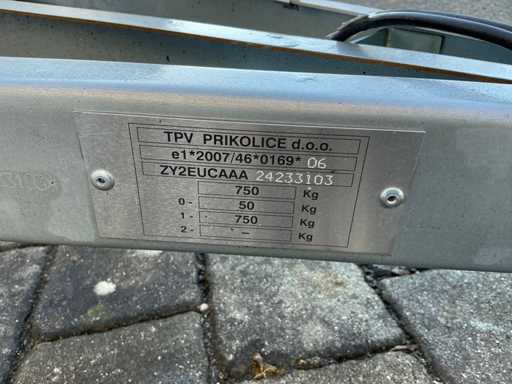 TPV PRIKOLICE d.o.o.
e1*2007/46*0169* 06
ZY2EUCAAA 24233103
750 Kg
0- 50 Kg
1- 750 Kg
2- – Kg